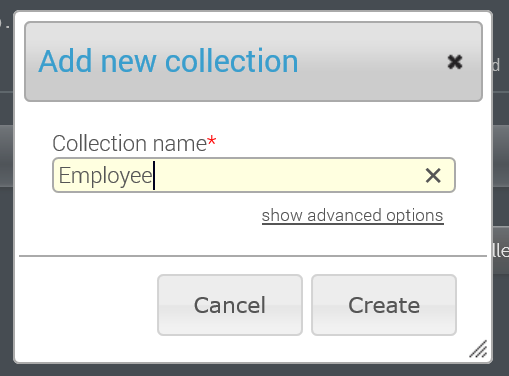 Add new collection
Collection name*
Employee
show advanced options
Cancel
Create